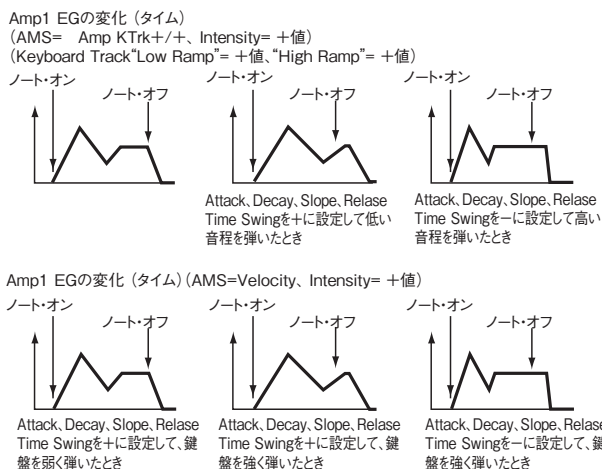 Amp1 EGの変化（タイム）
（AMS= Amp KTrk＋/＋、Intensity= ＋値）
（Keyboard Track“Low Ramp”= ＋値、“High Ramp”= ＋値）
ノート・オン
ノート・オフ
ノート・オン
ノート・オフ
ノート・オン
ノート・オフ
Attack、Decay、Slope、Relase
Time Swingを＋に設定して低い
音程を弾いたとき
Attack、Decay、Slope、Relase
Time Swingを－に設定して高い
音程を弾いたとき
Amp1 EGの変化（タイム）（AMS=Velocity、Intensity= ＋値）
ノート・オン
ノート・オフ
ノート・オン
ノート・オフ
ノート・オン
ノート・オフ
Attack、Decay、Slope、Relase
Time Swingを＋に設定して、鍵
盤を弱く弾いたとき
Attack、Decay、Slope、Relase
Time Swingを＋に設定して、鍵
盤を強く弾いたとき
Attack、Decay、Slope、Relase
Time Swingを－に設定して、鍵
盤を強く弾いたとき